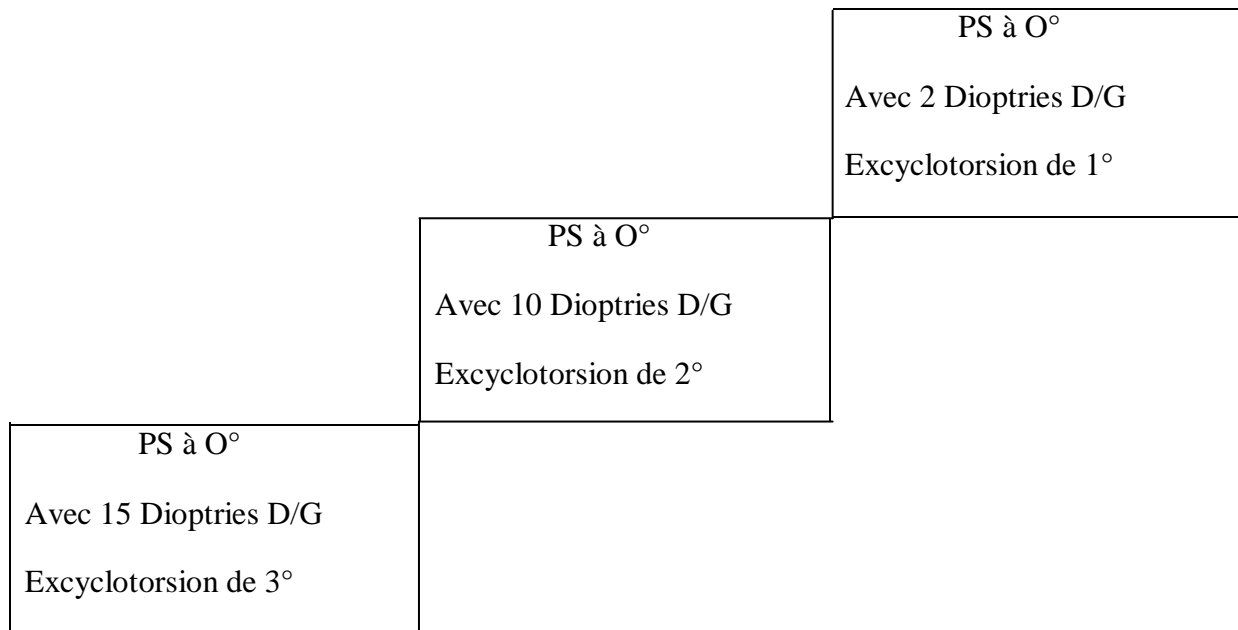 PS à O°
Avec 2 Dioptries D/G
Excyclotorsion de 1°
PS à O°
Avec 10 Dioptries D/G
Excyclotorsion de 2°
PS à O°
Avec 15 Dioptries D/G
Excyclotorsion de 3°